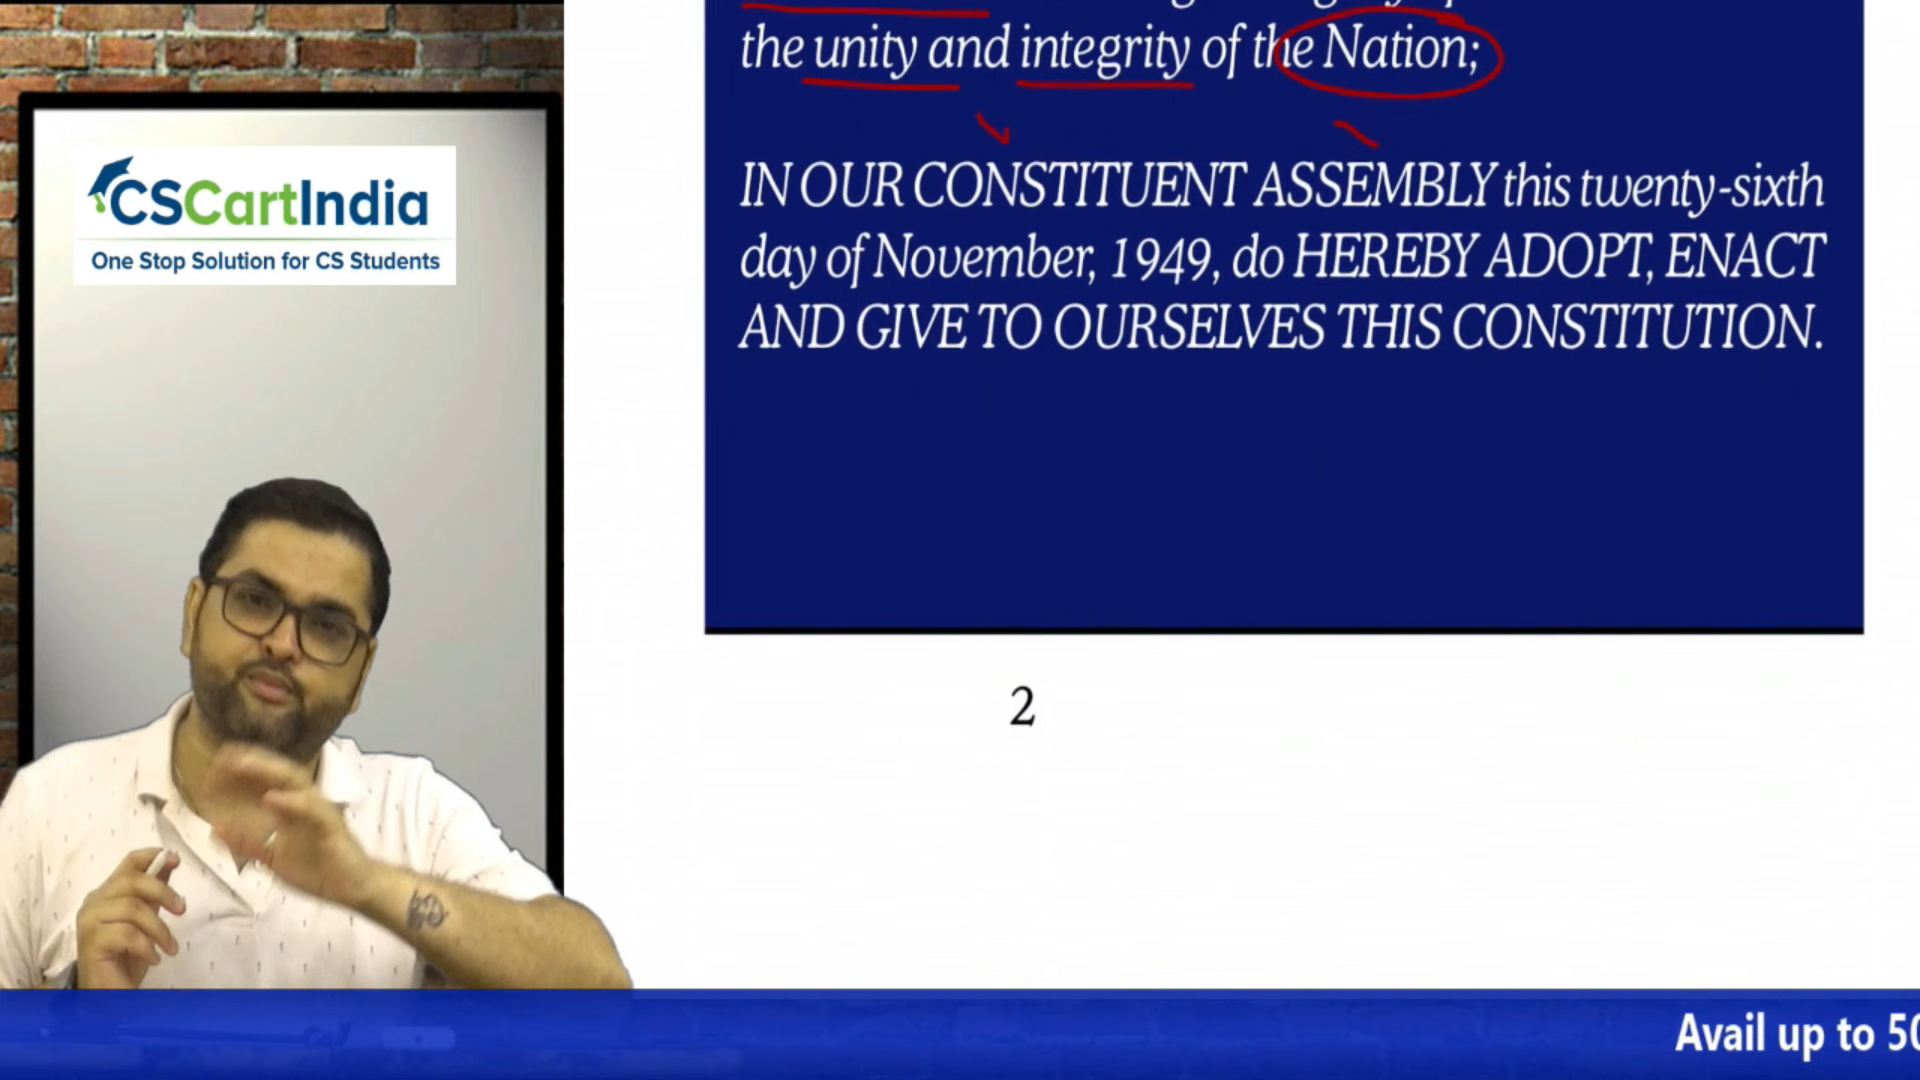 CSCartIndia
One Stop Solution for CS Students
the unity and integrity of the Nation;
IN OUR CONSTITUENT ASSEMBLY this twenty-sixth
day of November, 1949, do HEREBY ADOPT, ENACT
AND GIVE TO OURSELVES THIS CONSTITUTION.
2
Avail up to 50